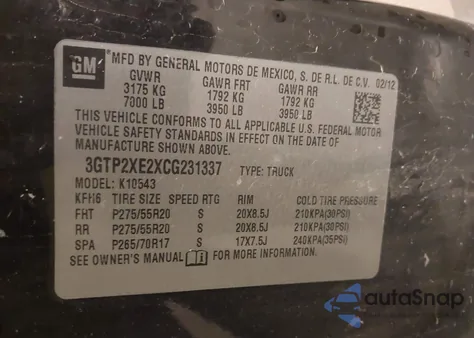 GM
MFD BY GENERAL MOTORS DE MEXICO, S. DE R.L. DE C.V. 02/12
GVWR GAWR FRT GAWR RR
3175 KG 1792 KG 1792 KG
7000 LB 3950 LB 3950 LB
THIS VEHICLE CONFORMS TO ALL APPLICABLE U.S. FEDERAL MOTOR
VEHICLE SAFETY STANDARDS IN EFFECT ON THE DATE OF
MANUFACTURE SHOWN ABOVE.
3GTP2XE2XCG231337 TYPE: TRUCK
MODEL: K10543
KFH6 TIRE SIZE SPEED RTG RIM COLD TIRE PRESSURE
FRT P275/55R20 S 20X8.5J 210KPA(30PSI)
RR P275/55R20 S 20X8.5J 210KPA(30PSI)
SPA P265/70R17 S 17X7.5J 240KPA(35PSI)
SEE OWNER'S MANUAL FOR MORE INFORMATION.
autoSnap